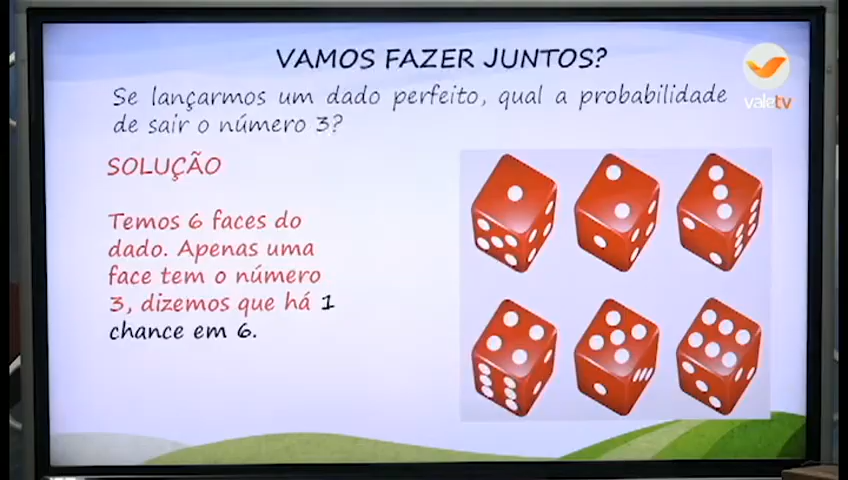 VAMOS FAZER JUNTOS?
Se lançarmos um dado perfeito, qual a probabilidade
de sair o número 3?
valetv
SOLUÇÃO
Temos 6 faces do
dado. Apenas uma
face tem o número
3, dizemos que há 1
chance em 6.